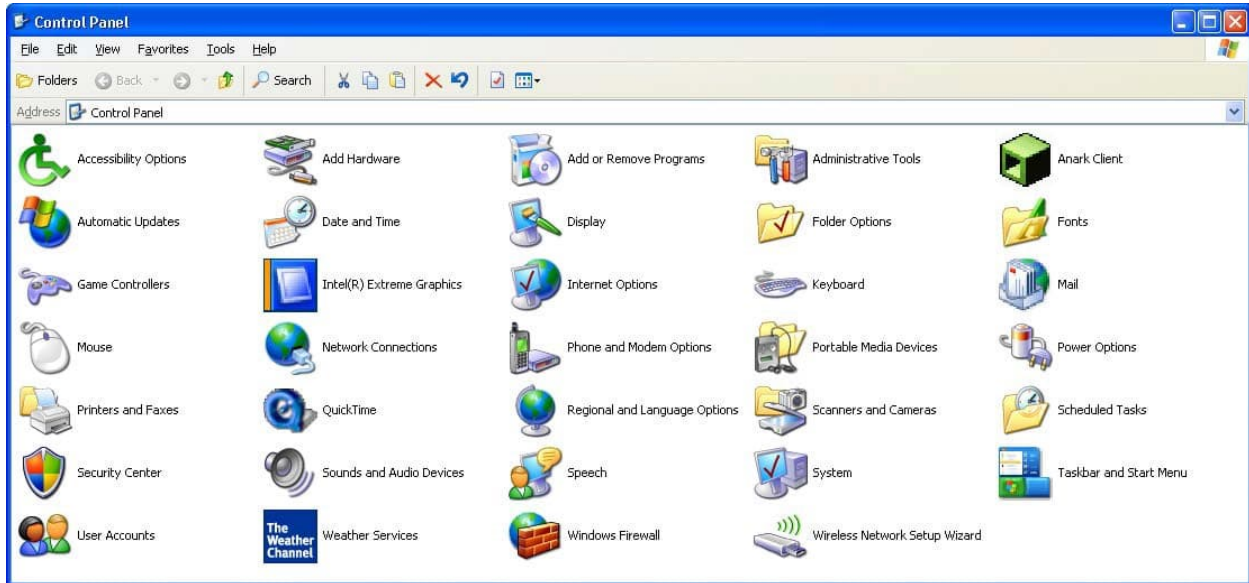 Control Panel
File Edit View Favorites Tools Help
Folders Back Search
Address Control Panel
Accessibility Options Add Hardware Add or Remove Programs Administrative Tools Anark Client
Automatic Updates Date and Time Display Folder Options Fonts
Game Controllers Intel(R) Extreme Graphics Internet Options Keyboard Mail
Mouse Network Connections Phone and Modem Options Portable Media Devices Power Options
Printers and Faxes QuickTime Regional and Language Options Scanners and Cameras Scheduled Tasks
Security Center Sounds and Audio Devices Speech System Taskbar and Start Menu
User Accounts The Weather Channel Weather Services Windows Firewall Wireless Network Setup Wizard